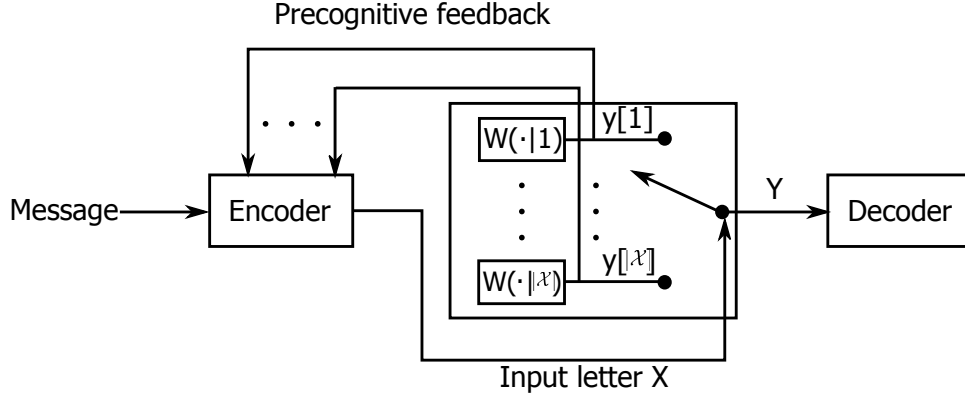 Precognitive feedback
W(·|1)
y[1]
Message
Encoder
Y
Decoder
W(·||𝒳|)
y[|𝒳|]
Input letter X